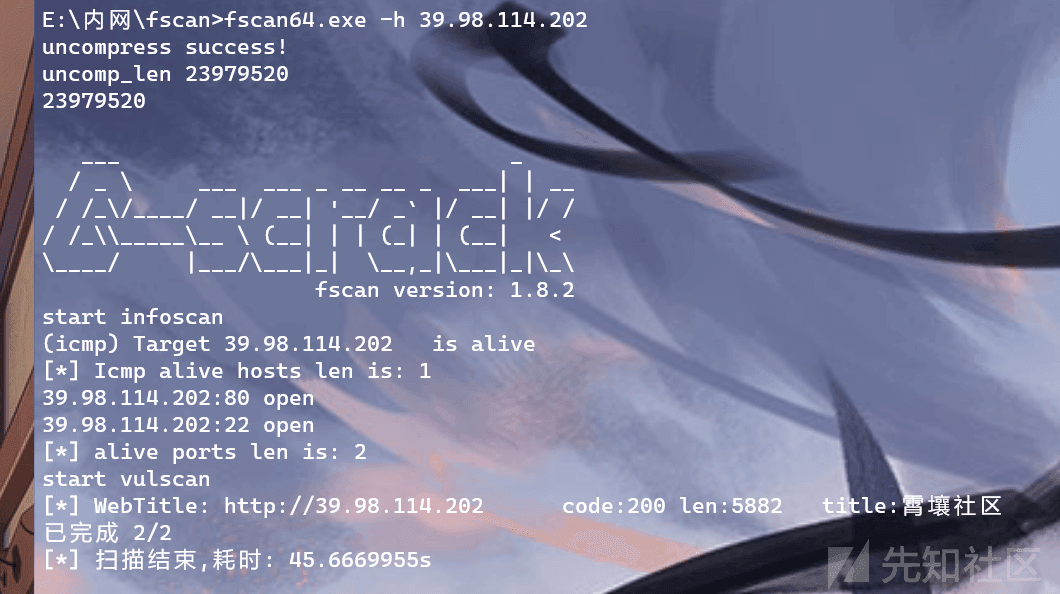 E:\内网\fscan>fscan64.exe -h 39.98.114.202
uncompress success!
uncomp_len 23979520
23979520
   ___                              _
  / _ \     ___  ___ _ __ __ _  ___| | __
 / /_\/____/ __|/ __| '__/ _` |/ __| |/ /
/ /_\\_____\__ \ (__| | | (_| | (__|   <
\____/     |___/\___|_|  \__,_|\___|_|\_\
                     fscan version: 1.8.2
start infoscan
(icmp) Target 39.98.114.202   is alive
[*] Icmp alive hosts len is: 1
39.98.114.202:80 open
39.98.114.202:22 open
[*] alive ports len is: 2
start vulscan
[*] WebTitle: http://39.98.114.202      code:200 len:5882   title:霄壤社区
已完成 2/2
[*] 扫描结束,耗时: 45.6669955s
先知社区